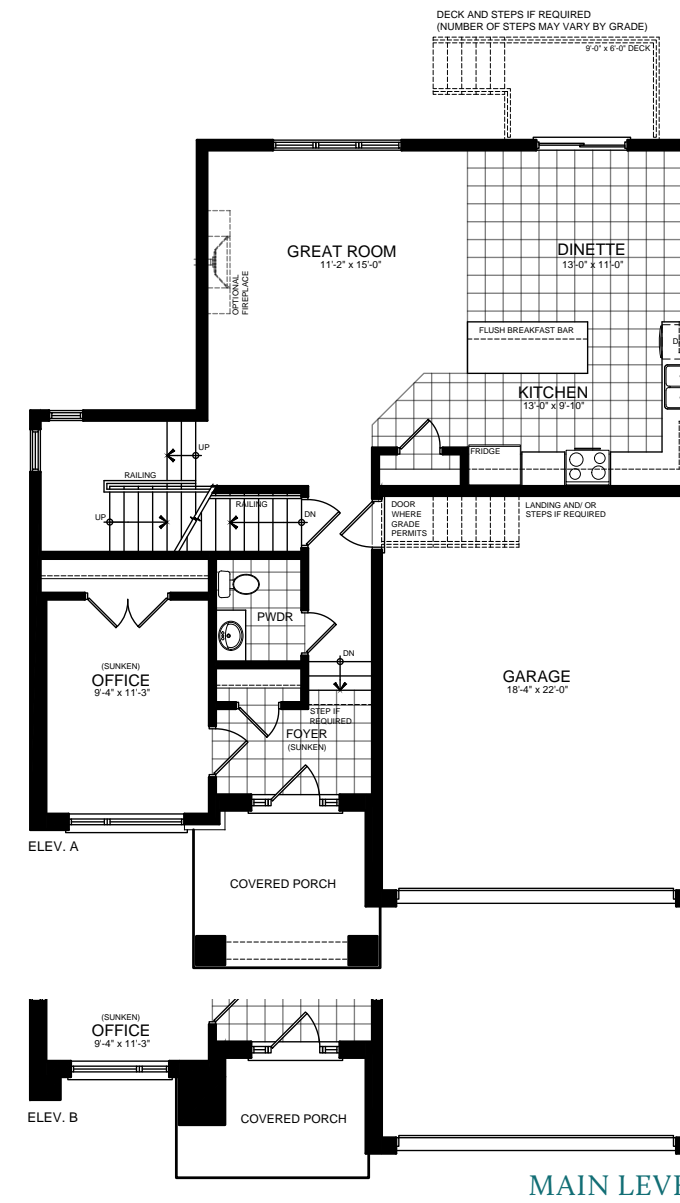 DECK AND STEPS IF REQUIRED
(NUMBER OF STEPS MAY VARY BY GRADE)
9'-0" x 6'-0" DECK
GREAT ROOM
11'-2" x 15'-0"
DINETTE
13'-0" x 11'-0"
OPTIONAL
FIREPLACE
FLUSH BREAKFAST BAR
D
KITCHEN
13'-0" x 9'-10"
UP
FRIDGE
RAILING
RAILING
UP
DN
DOOR
WHERE
GRADE
PERMITS
LANDING AND/ OR
STEPS IF REQUIRED
PWDR
DN
(SUNKEN)
OFFICE
9'-4" x 11'-3"
GARAGE
18'-4" x 22'-0"
STEP IF
REQUIRED
FOYER
(SUNKEN)
ELEV. A
COVERED PORCH
(SUNKEN)
OFFICE
9'-4" x 11'-3"
ELEV. B
COVERED PORCH
MAIN LEVE